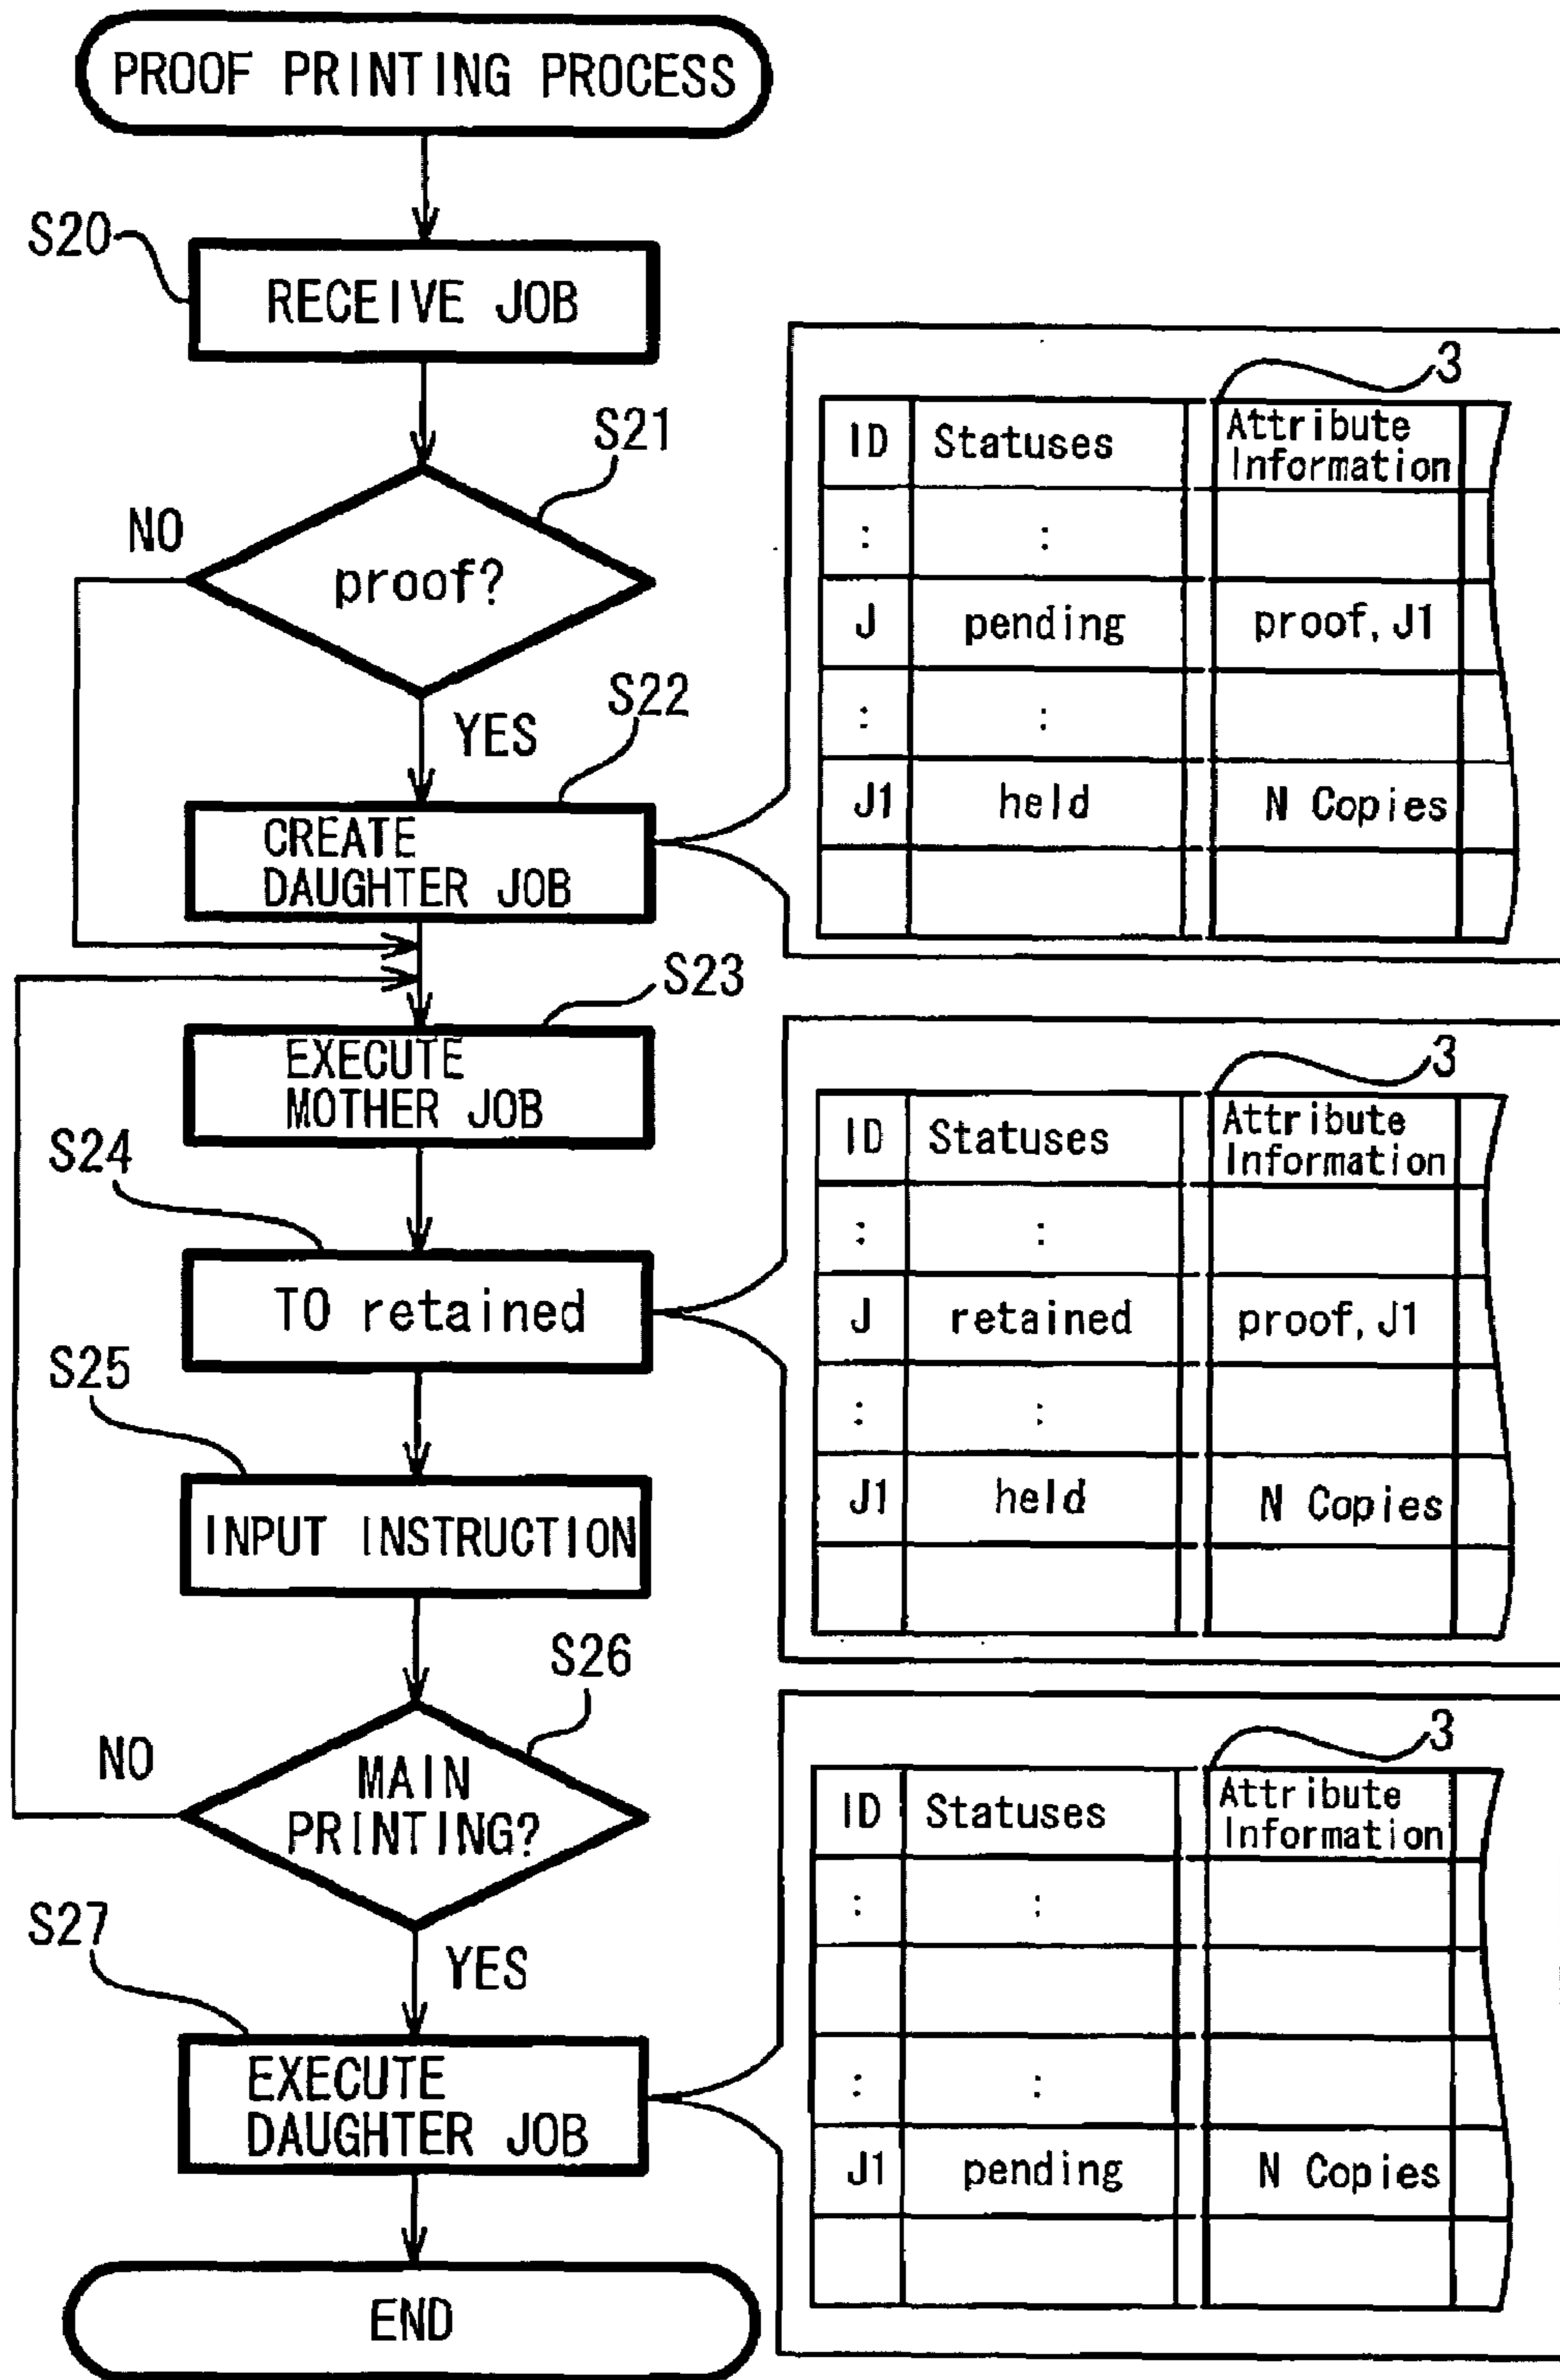 PROOF PRINTING PROCESS
S20
RECEIVE JOB
S21
NO
proof?
YES
S22
CREATE
DAUGHTER JOB
3
ID Statuses Attribute
Information
: :
J pending proof, J1
: :
J1 held N Copies
S23
EXECUTE
MOTHER JOB
S24
TO retained
3
ID Statuses Attribute
Information
: :
J retained proof, J1
: :
J1 held N Copies
S25
INPUT INSTRUCTION
S26
NO
MAIN
PRINTING?
YES
S27
EXECUTE
DAUGHTER JOB
3
ID Statuses Attribute
Information
: :
: :
J1 pending N Copies
END